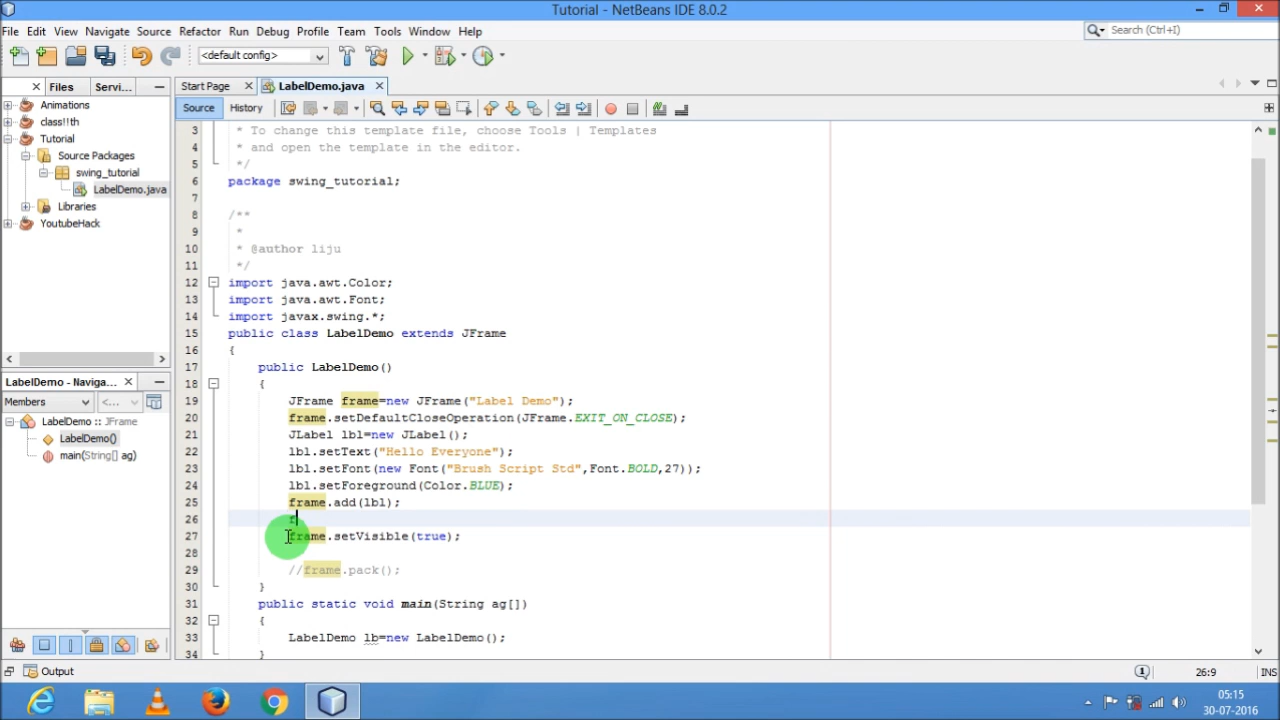 Tutorial - NetBeans IDE 8.0.2
File Edit View Navigate Source Refactor Run Debug Profile Team Tools Window Help
Search (Ctrl+I)
<default config>
Files Servi...
Start Page LabelDemo.java
Source History
Animations
class!!th
Tutorial
Source Packages
swing_tutorial
LabelDemo.java
Libraries
YoutubeHack
LabelDemo - Naviga...
Members <...
LabelDemo :: JFrame
LabelDemo()
main(String[] ag)
3 * To change this template file, choose Tools | Templates
4 * and open the template in the editor.
5 */
6 package swing_tutorial;
7
8 /**
9 *
10 * @author liju
11 */
12 import java.awt.Color;
13 import java.awt.Font;
14 import javax.swing.*;
15 public class LabelDemo extends JFrame
16 {
17 public LabelDemo()
18 {
19 JFrame frame=new JFrame("Label Demo");
20 frame.setDefaultCloseOperation(JFrame.EXIT_ON_CLOSE);
21 JLabel lbl=new JLabel();
22 lbl.setText("Hello Everyone");
23 lbl.setFont(new Font("Brush Script Std",Font.BOLD,27));
24 lbl.setForeground(Color.BLUE);
25 frame.add(lbl);
26 f
27 frame.setVisible(true);
28
29 //frame.pack();
30 }
31 public static void main(String ag[])
32 {
33 LabelDemo lb=new LabelDemo();
34 }
Output
1 26:9 INS
05:15
30-07-2016